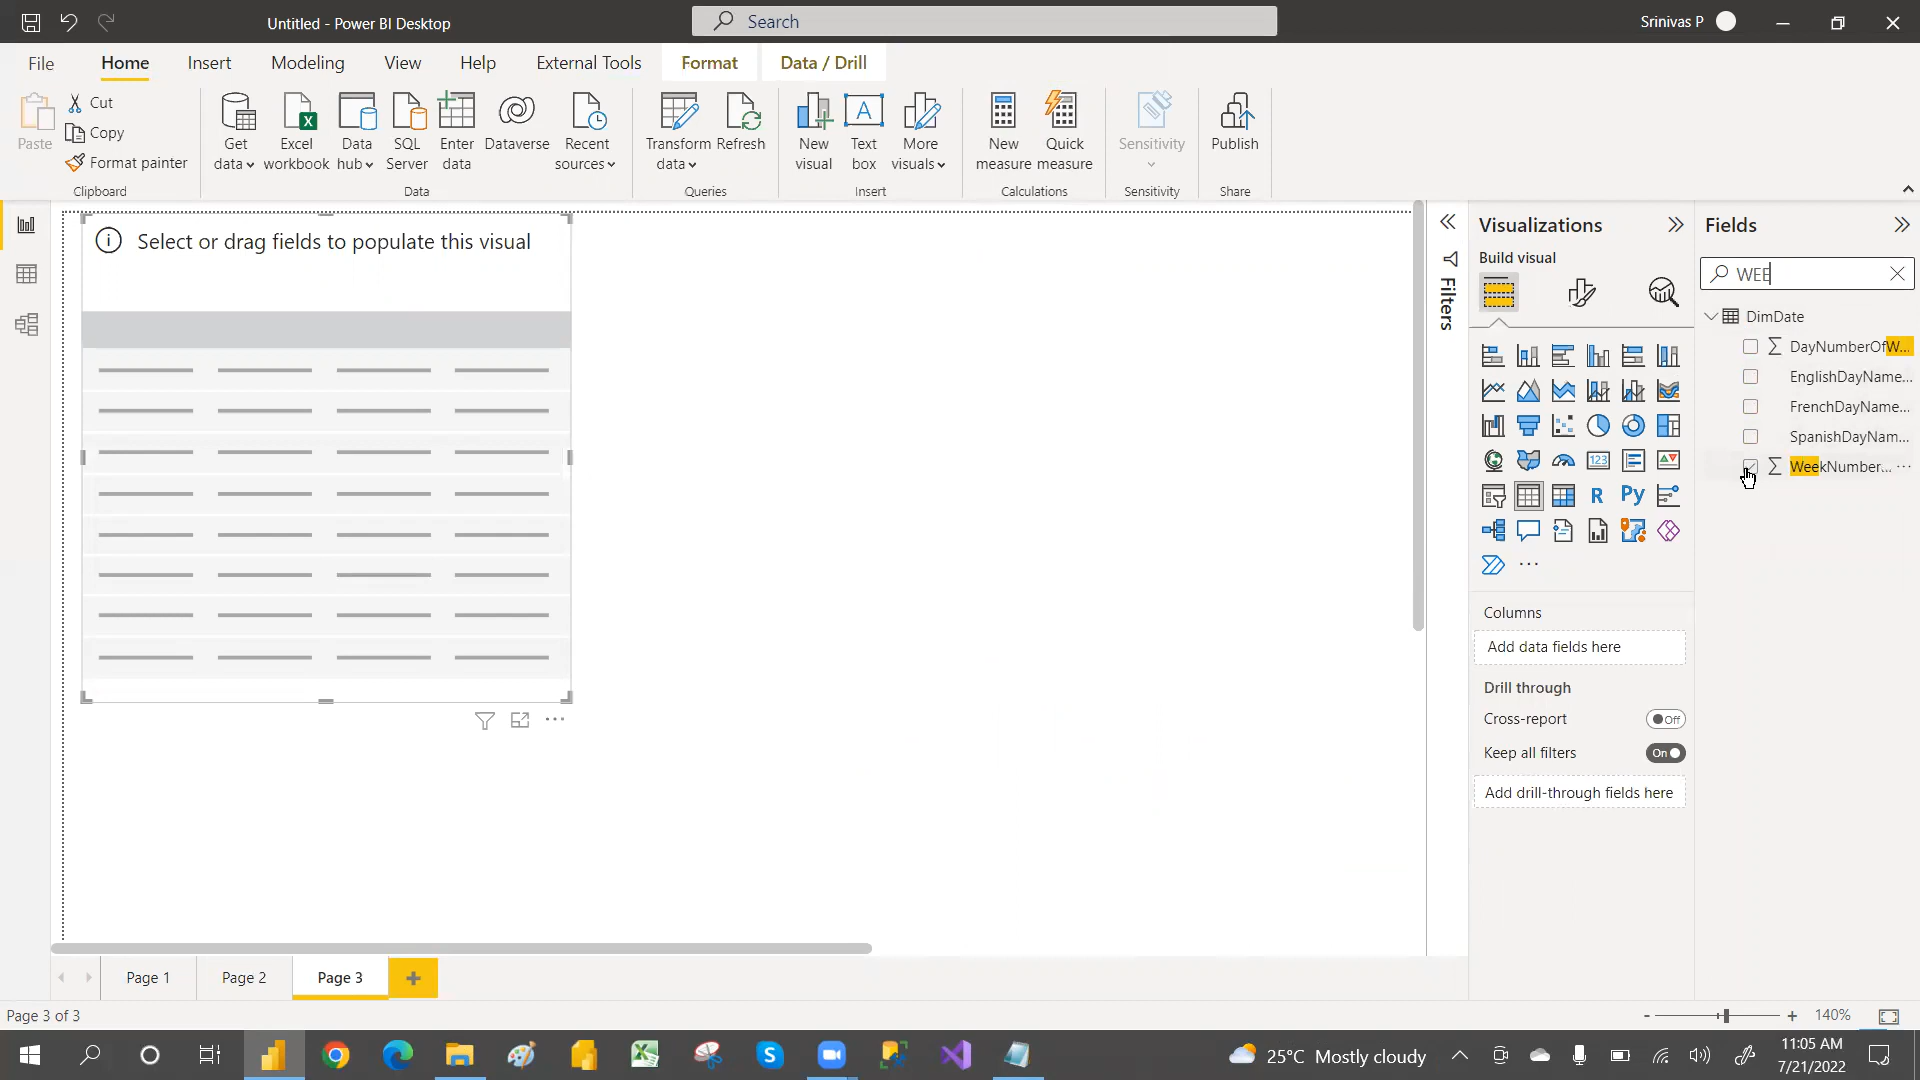 Untitled - Power BI Desktop
Search
Srinivas P
File
Home
Insert
Modeling
View
Help
External Tools
Format
Data / Drill
Paste
Cut
Copy
Format painter
Clipboard
Get data
Excel workbook
Data hub
SQL Server
Enter data
Dataverse
Recent sources
Data
Transform data
Refresh
Queries
New visual
Text box
More visuals
Insert
New measure
Quick measure
Calculations
Sensitivity
Sensitivity
Publish
Share
Select or drag fields to populate this visual
Filters
Visualizations
Build visual
123
R
Py
Columns
Add data fields here
Drill through
Cross-report
Off
Keep all filters
On
Add drill-through fields here
Fields
WEE
DimDate
DayNumberOfW...
EnglishDayName...
FrenchDayName...
SpanishDayNam...
WeekNumber...
Page 1
Page 2
Page 3
Page 3 of 3
140%
25°C Mostly cloudy
11:05 AM
7/21/2022